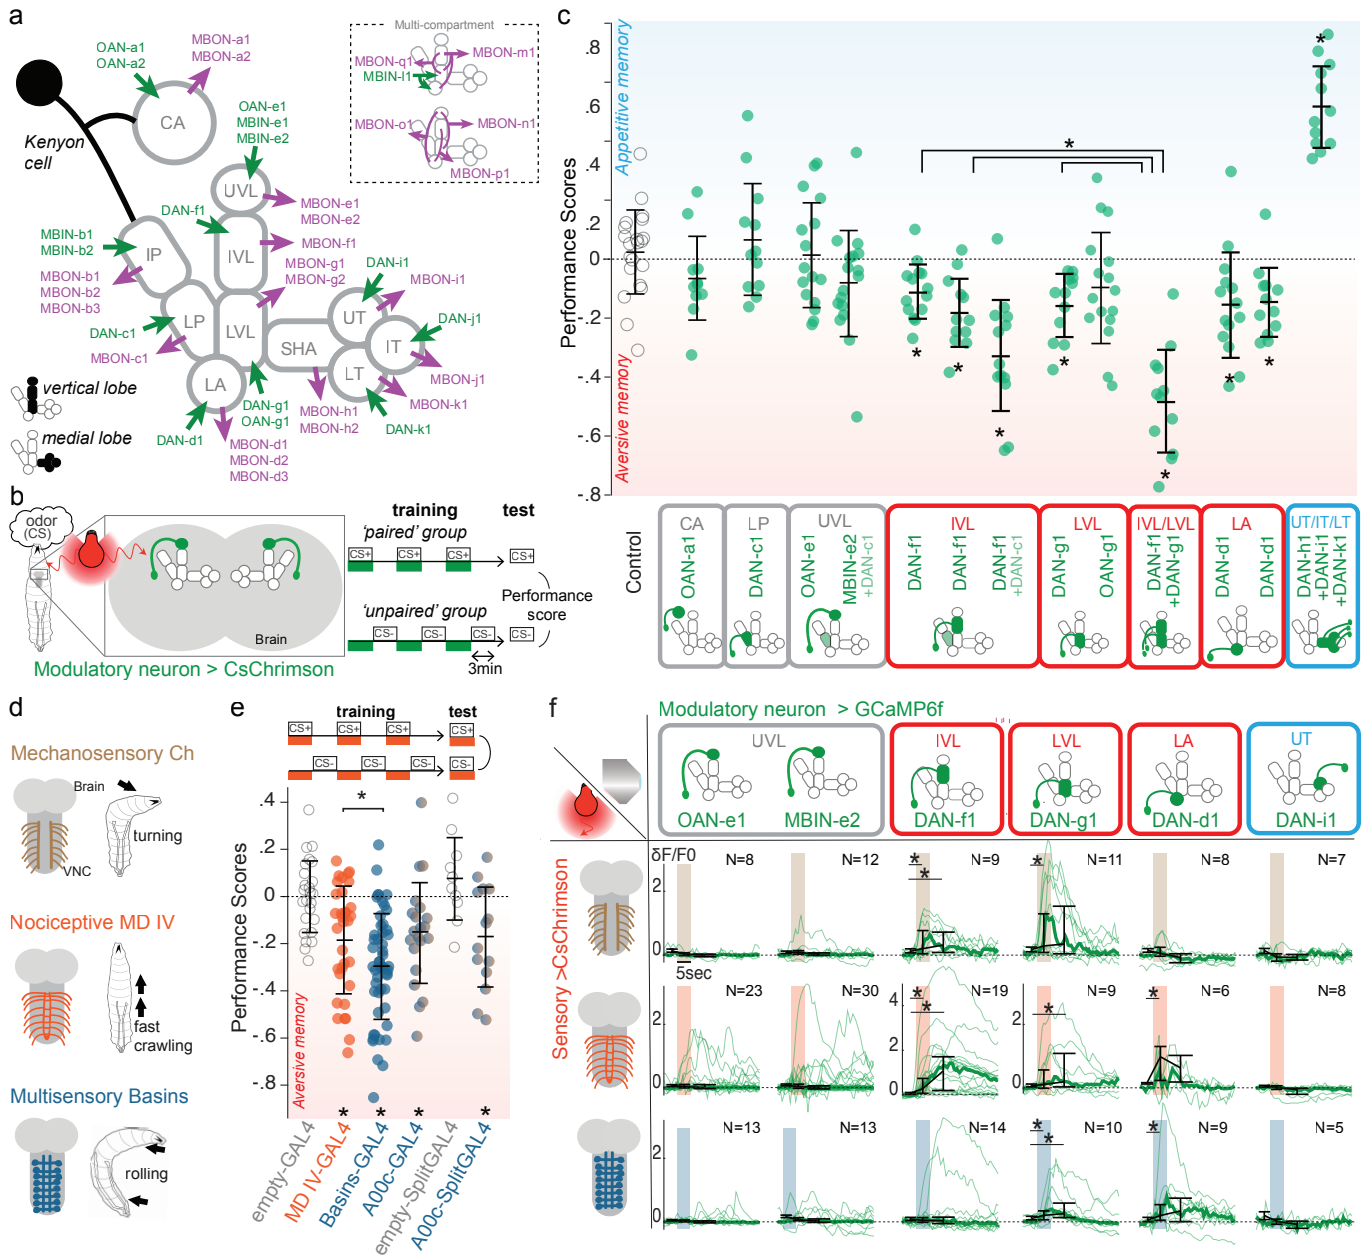 a
OAN-a1
OAN-a2
MBON-a1
MBON-a2
CA
Kenyon
cell
OAN-e1
MBIN-e1
MBIN-e2
UVL
MBON-e1
MBON-e2
DAN-f1
IVL
MBON-f1
MBIN-b1
MBIN-b2
IP
MBON-b1
MBON-b2
MBON-b3
MBON-g1
MBON-g2
DAN-i1
MBON-i1
DAN-c1
LP
LVL
UT
DAN-j1
MBON-c1
SHA
IT
LA
LT
MBON-j1
MBON-k1
DAN-g1
OAN-g1
MBON-h1
MBON-h2
DAN-k1
DAN-d1
MBON-d1
MBON-d2
MBON-d3
vertical lobe
medial lobe
Multi-compartment
MBON-q1
MBIN-l1
MBON-m1
MBON-o1
MBON-n1
MBON-p1
b
odor
(CS)
Brain
Modulatory neuron > CsChrimson
training
test
'paired' group
CS+
CS+
CS+
CS+
'unpaired' group
CS-
CS-
CS-
CS-
3min
Performance
score
c
Performance Scores
Appetitive memory
Aversive memory
.8
.6
.4
.2
0
-.2
-.4
-.6
-.8
*
*
*
*
*
*
*
*
*
Control
CA
OAN-a1
LP
DAN-c1
UVL
OAN-e1
MBIN-e2
+DAN-c1
IVL
DAN-f1
DAN-f1
DAN-f1
+DAN-c1
LVL
DAN-g1
OAN-g1
IVL/LVL
DAN-f1
+DAN-g1
LA
DAN-d1
DAN-d1
UT/IT/LT
DAN-h1
+DAN-i1
+DAN-k1
d
Mechanosensory Ch
Brain
VNC
turning
Nociceptive MD IV
fast
crawling
Multisensory Basins
rolling
e
training
test
CS+
CS+
CS+
CS+
CS-
CS-
CS-
CS-
Performance Scores
Aversive memory
.4
.2
0
-.2
-.4
-.6
-.8
*
*
*
*
*
empty-GAL4
MD IV-GAL4
Basins-GAL4
A00c-GAL4
empty-SplitGAL4
A00c-SplitGAL4
f
Modulatory neuron > GCaMP6f
UVL
OAN-e1
MBIN-e2
IVL
DAN-f1
LVL
DAN-g1
LA
DAN-d1
UT
DAN-i1
Sensory >CsChrimson
δF/F0
2
0
5sec
N=8
N=12
N=9
*
*
N=11
*
N=8
N=7
2
0
N=23
N=30
4
2
0
N=19
*
*
N=9
*
2
0
N=6
*
N=8
2
0
N=13
N=13
N=14
N=10
*
*
N=9
*
N=5